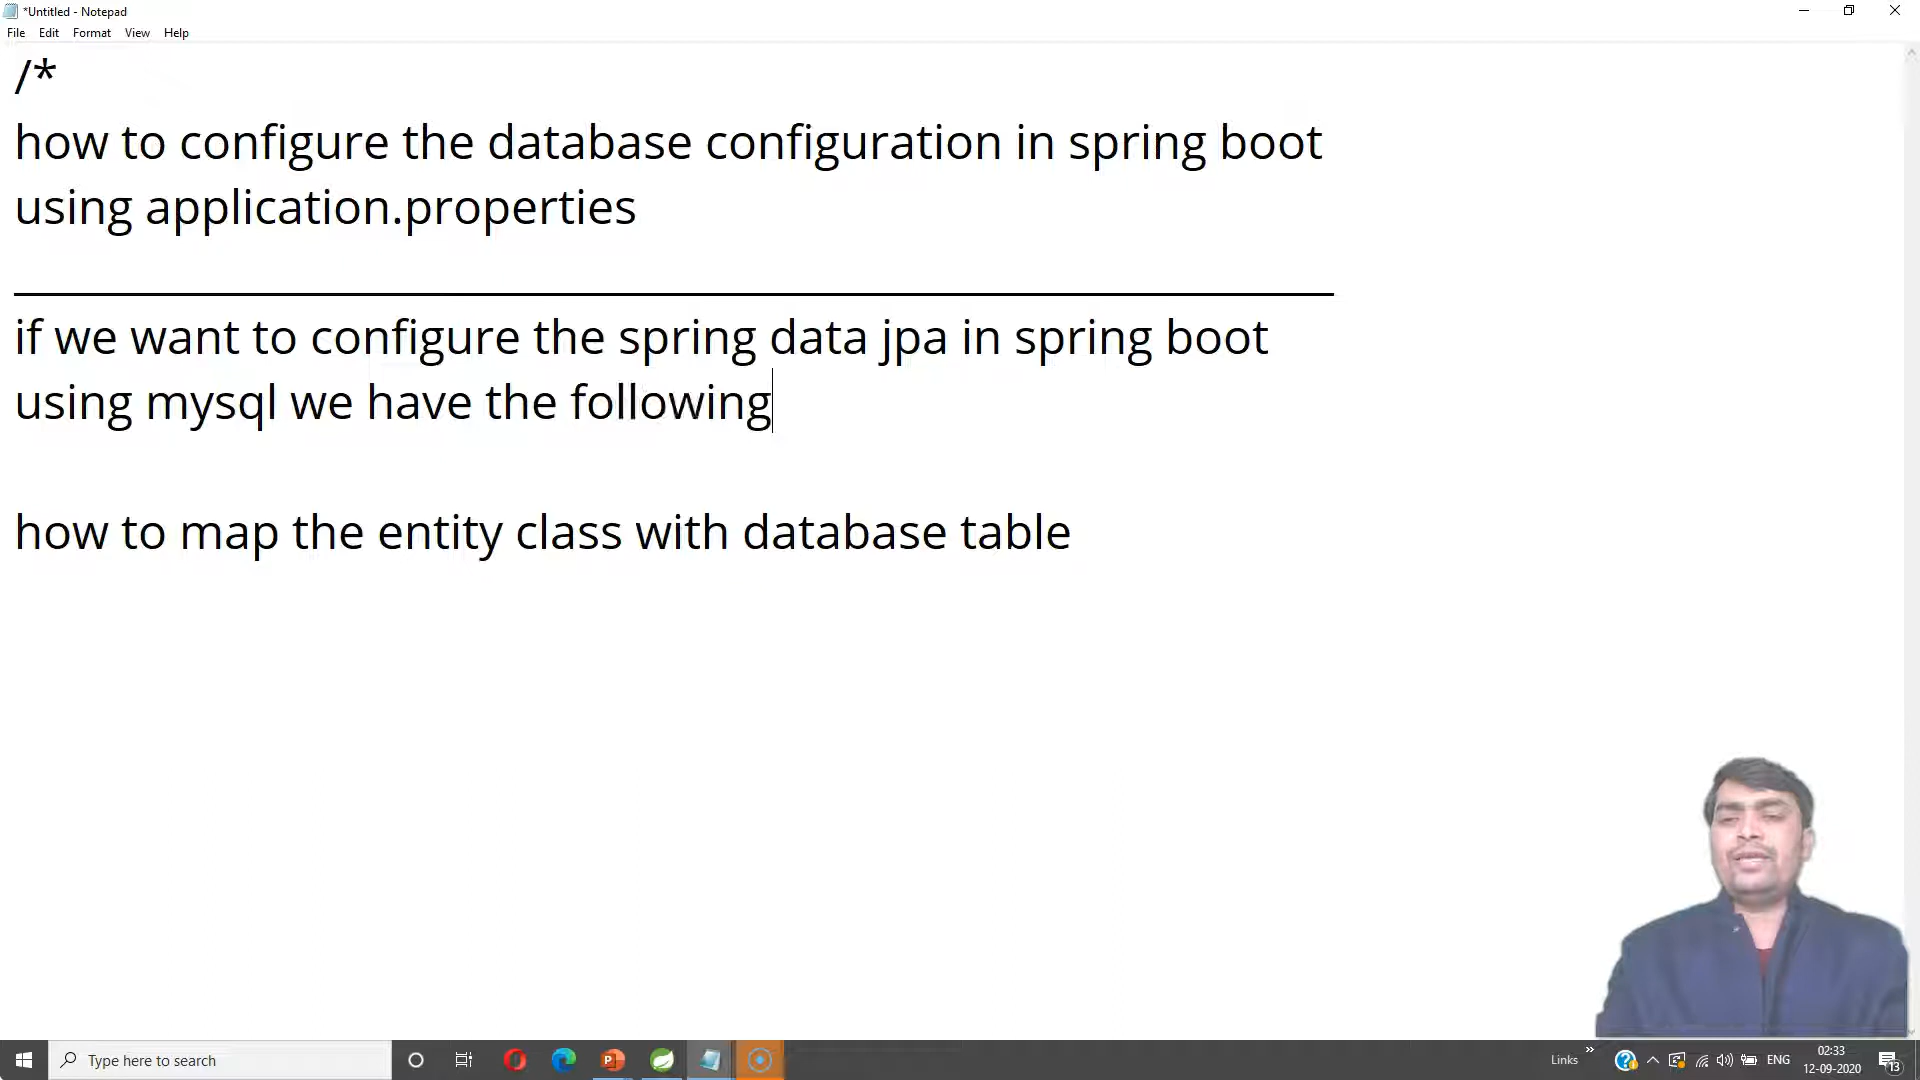 *Untitled - Notepad
File Edit Format View Help
/*
how to configure the database configuration in spring boot
using application.properties
if we want to configure the spring data jpa in spring boot
using mysql we have the following
how to map the entity class with database table
Type here to search
Links
ENG
02:33
12-09-2020
13